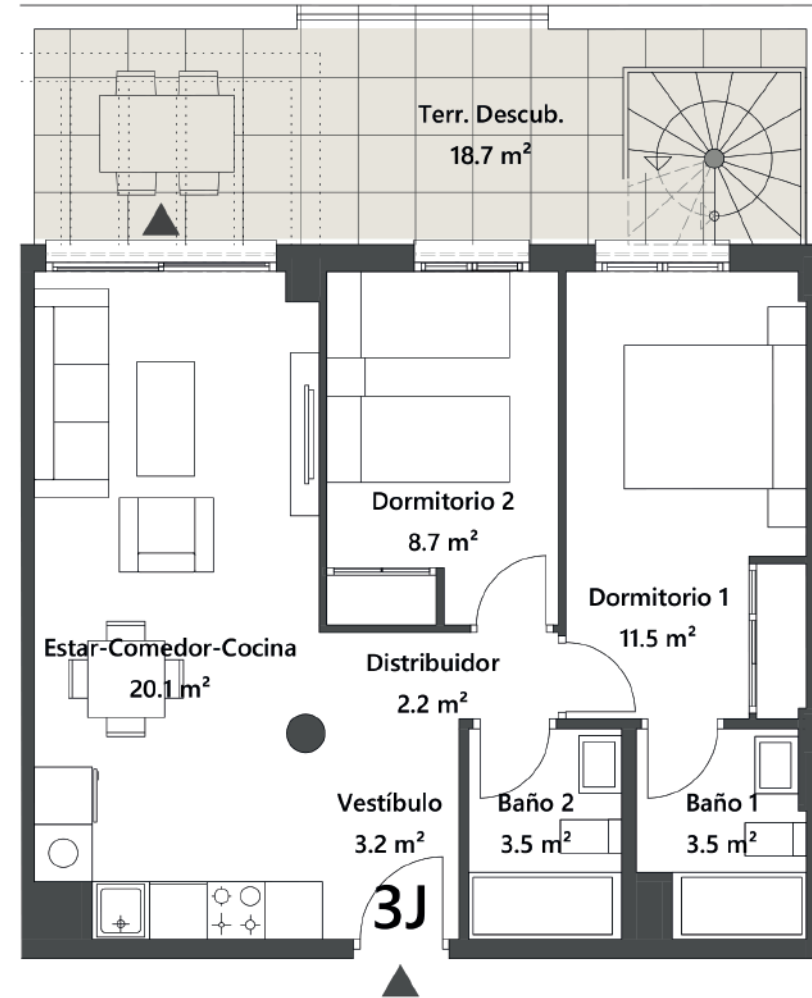 Terr. Descub.
18.7 m²
Dormitorio 2
8.7 m²
Dormitorio 1
11.5 m²
Estar-Comedor-Cocina
20.1 m²
Distribuidor
2.2 m²
Vestíbulo
3.2 m²
Baño 2
3.5 m²
Baño 1
3.5 m²
3J